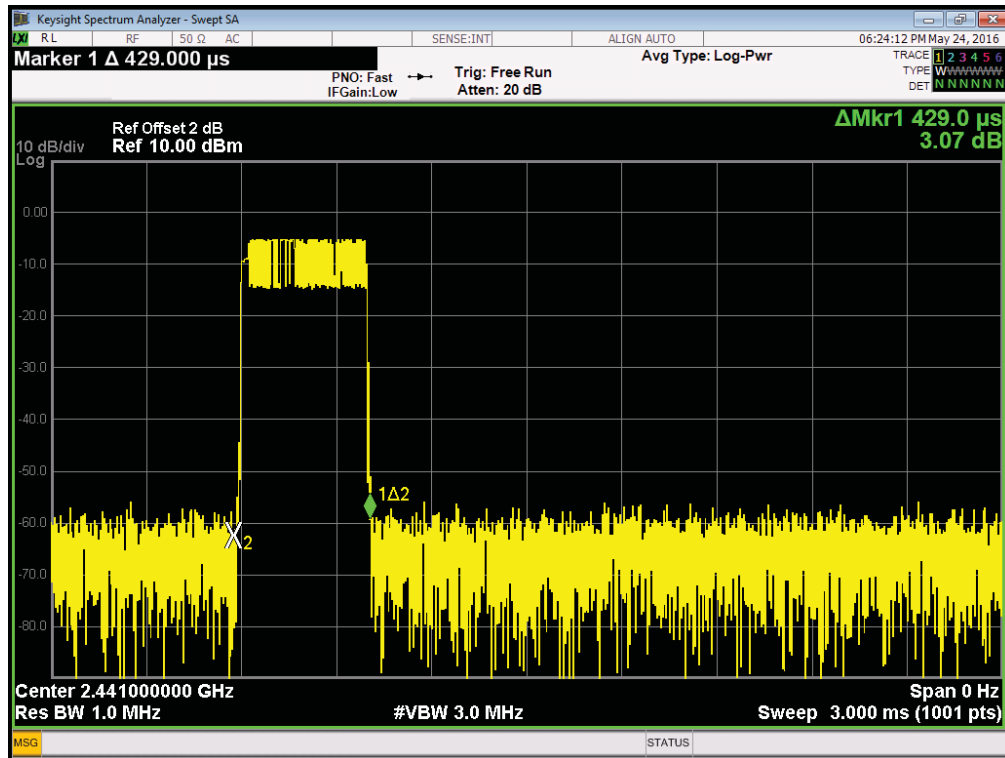 Keysight Spectrum Analyzer - Swept SA
LXI RL RF 50 Ω AC SENSE:INT ALIGN AUTO 06:24:12 PM May 24, 2016
Marker 1 Δ 429.000 µs
PNO: Fast
IFGain:Low
Trig: Free Run
Atten: 20 dB
Avg Type: Log-Pwr
TRACE 1 2 3 4 5 6
TYPE WWWWWW
DET N N N N N N
ΔMkr1 429.0 µs
3.07 dB
Ref Offset 2 dB
10 dB/div Ref 10.00 dBm
Log
0.00
-10.0
-20.0
-30.0
-40.0
-50.0
1Δ2
-60.0
X2
-70.0
-80.0
Center 2.441000000 GHz Span 0 Hz
Res BW 1.0 MHz #VBW 3.0 MHz Sweep 3.000 ms (1001 pts)
MSG STATUS